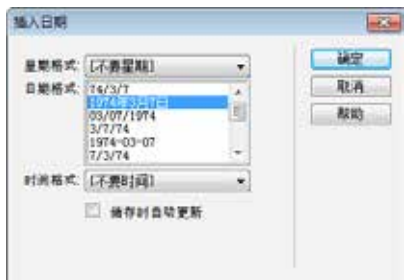 插入日期
星期格式: [不要星期]
确定
日期格式: 74/3/7
取消
1974年3月7日
03/07/1974
帮助
3/7/74
1974-03-07
7/3/74
时间格式: [不要时间]
储存时自动更新